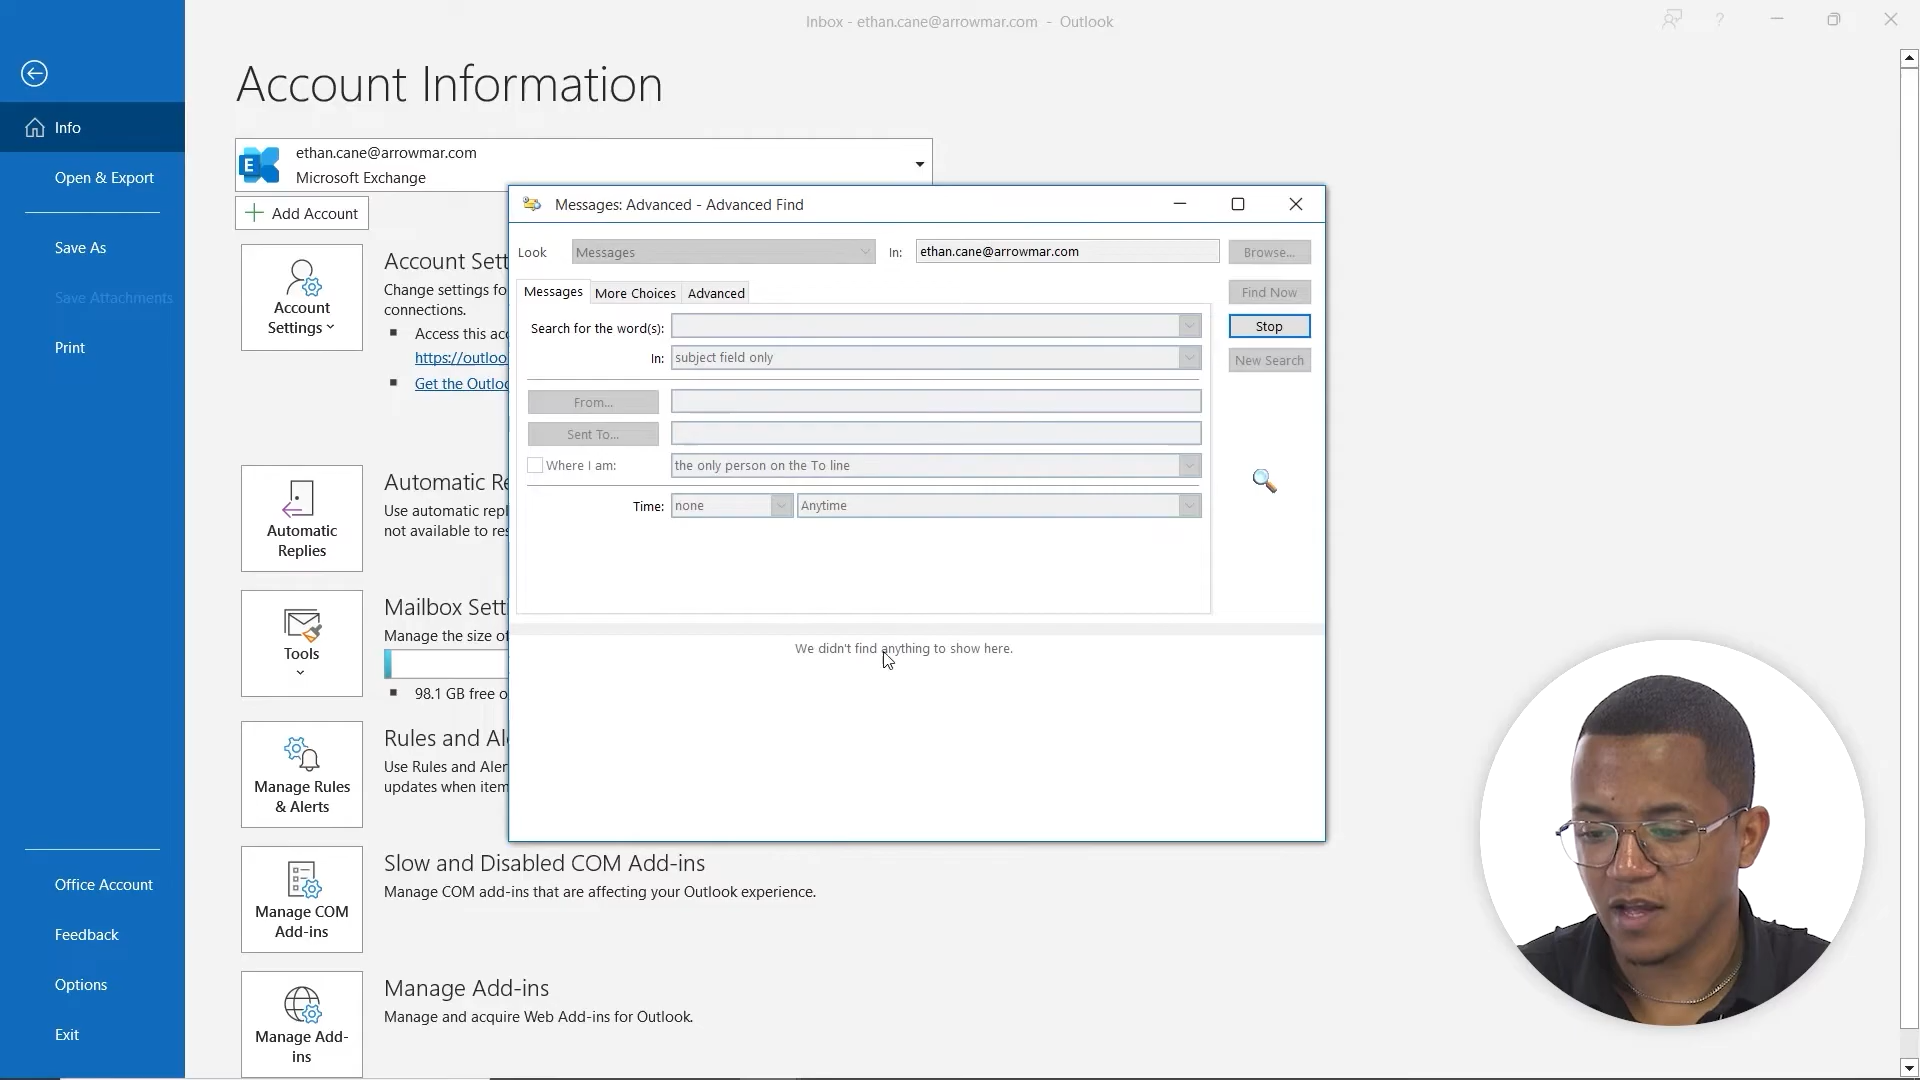 Inbox - ethan.cane@arrowmar.com - Outlook
?
Account Information
Info
Open & Export
Save As
Save Attachments
Print
Office Account
Feedback
Options
Exit
E
ethan.cane@arrowmar.com
Microsoft Exchange
Add Account
Account
Settings
Account Sett
Change settings fo
connections.
Access this acc
https://outloo
Get the Outloo
Automatic
Replies
Automatic Re
Use automatic repl
not available to res
Tools
Mailbox Sett
Manage the size of
98.1 GB free o
Manage Rules
& Alerts
Rules and Al
Use Rules and Aler
updates when item
Manage COM
Add-ins
Slow and Disabled COM Add-ins
Manage COM add-ins that are affecting your Outlook experience.
Manage Add-
ins
Manage Add-ins
Manage and acquire Web Add-ins for Outlook.
Messages: Advanced - Advanced Find
Look
Messages
In:
ethan.cane@arrowmar.com
Browse...
Messages
More Choices
Advanced
Find Now
Stop
New Search
Search for the word(s):
In:
subject field only
From...
Sent To...
Where I am:
the only person on the To line
Time:
none
Anytime
We didn't find anything to show here.